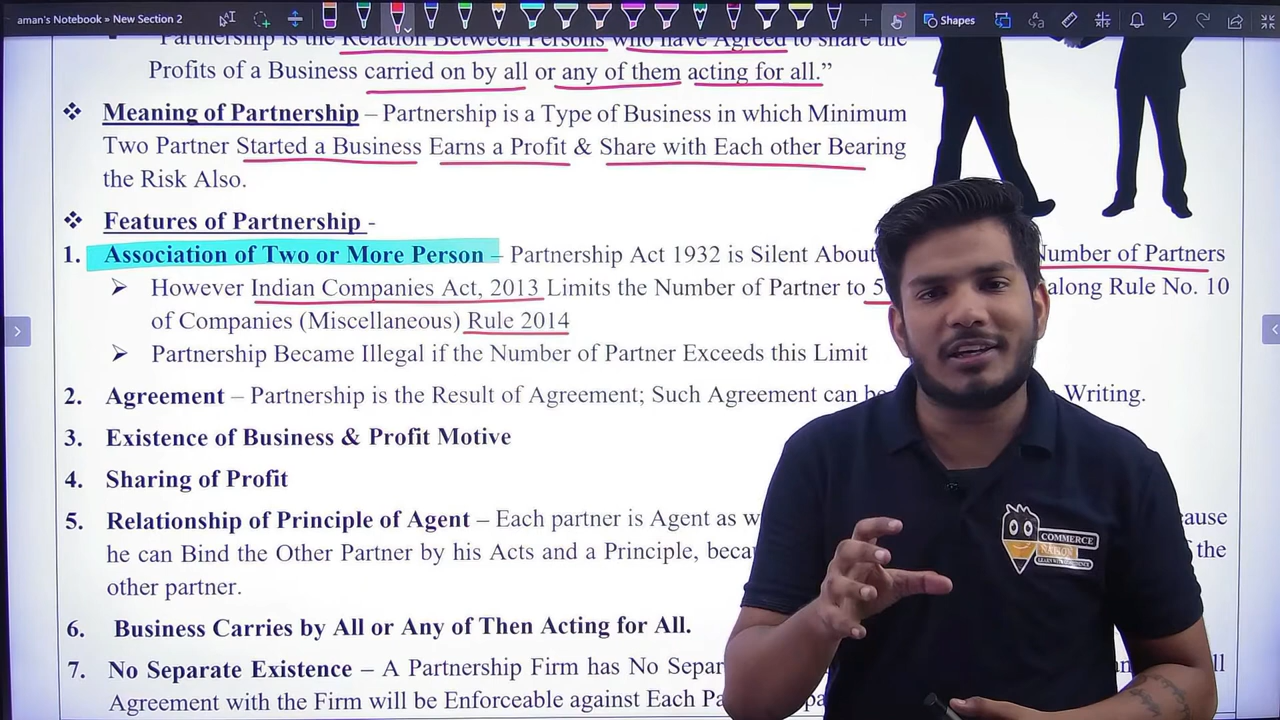 aman's Notebook » New Section 2
Shapes
"Partnership is the Relation Between Persons who have Agreed to share the
Profits of a Business carried on by all or any of them acting for all.”
❖ Meaning of Partnership – Partnership is a Type of Business in which Minimum
Two Partner Started a Business Earns a Profit & Share with Each other Bearing
the Risk Also.
❖ Features of Partnership -
1. Association of Two or More Person – Partnership Act 1932 is Silent About Number of Partners
➢ However Indian Companies Act, 2013 Limits the Number of Partner to 5 along Rule No. 10
of Companies (Miscellaneous) Rule 2014
➢ Partnership Became Illegal if the Number of Partner Exceeds this Limit
2. Agreement – Partnership is the Result of Agreement; Such Agreement can be Writing.
3. Existence of Business & Profit Motive
4. Sharing of Profit
5. Relationship of Principle of Agent – Each partner is Agent as
he can Bind the Other Partner by his Acts and a Principle, the
other partner.
6. Business Carries by All or Any of Then Acting for All.
7. No Separate Existence – A Partnership Firm has No
Agreement with the Firm will be Enforceable against Each
COMMERCE
NATION